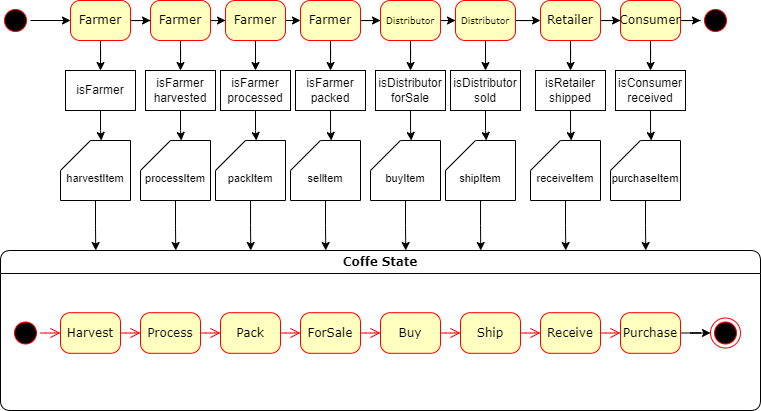 Farmer Farmer Farmer Farmer Distributor Distributor Retailer Consumer
isFarmer
isFarmer
harvested
isFarmer
processed
isFarmer
packed
isDistributor
forSale
isDistributor
sold
isRetailer
shipped
isConsumer
received
harvestItem processItem packItem selItem buyItem shipItem receiveItem purchaseItem
Coffe State
Harvest Process Pack ForSale Buy Ship Receive Purchase